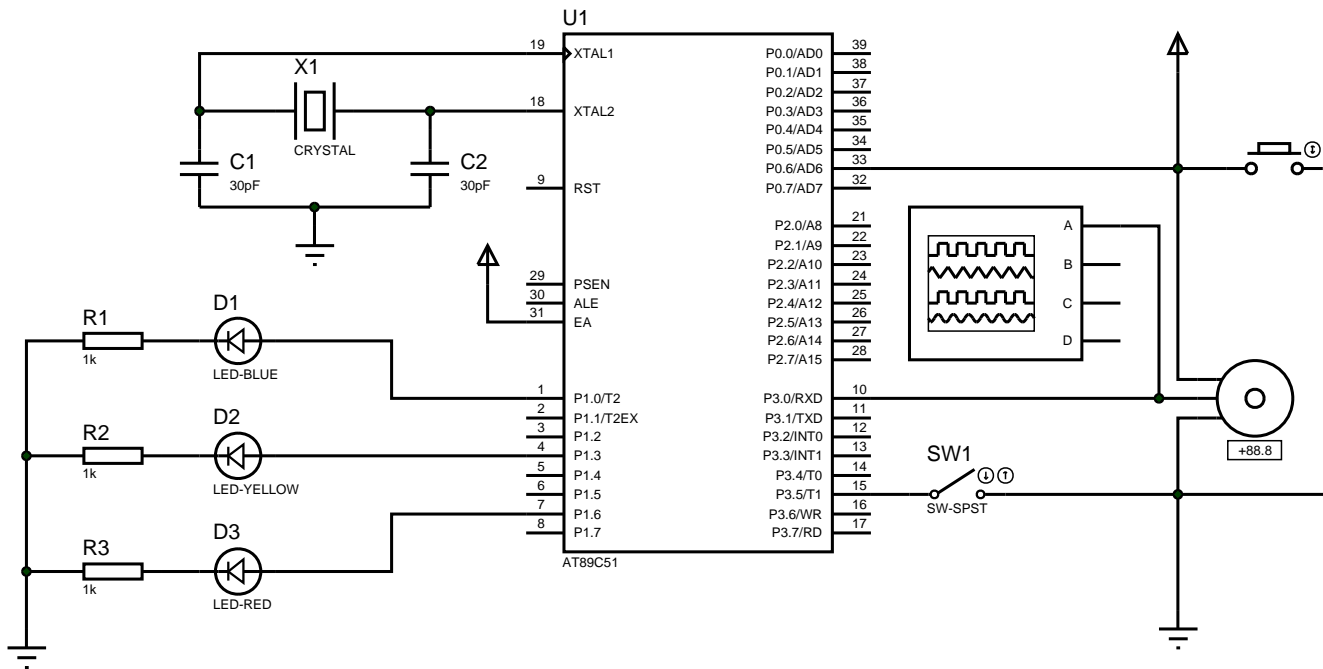 U1
19 XTAL1
18 XTAL2
9 RST
29 PSEN
30 ALE
31 EA
1 P1.0/T2
2 P1.1/T2EX
3 P1.2
4 P1.3
5 P1.4
6 P1.5
7 P1.6
8 P1.7
P0.0/AD0 39
P0.1/AD1 38
P0.2/AD2 37
P0.3/AD3 36
P0.4/AD4 35
P0.5/AD5 34
P0.6/AD6 33
P0.7/AD7 32
P2.0/A8 21
P2.1/A9 22
P2.2/A10 23
P2.3/A11 24
P2.4/A12 25
P2.5/A13 26
P2.6/A14 27
P2.7/A15 28
P3.0/RXD 10
P3.1/TXD 11
P3.2/INT0 12
P3.3/INT1 13
P3.4/T0 14
P3.5/T1 15
P3.6/WR 16
P3.7/RD 17
AT89C51
X1
CRYSTAL
C1
30pF
C2
30pF
R1
1k
D1
LED-BLUE
R2
1k
D2
LED-YELLOW
R3
1k
D3
LED-RED
A
B
C
D
SW1
SW-SPST
+88.8